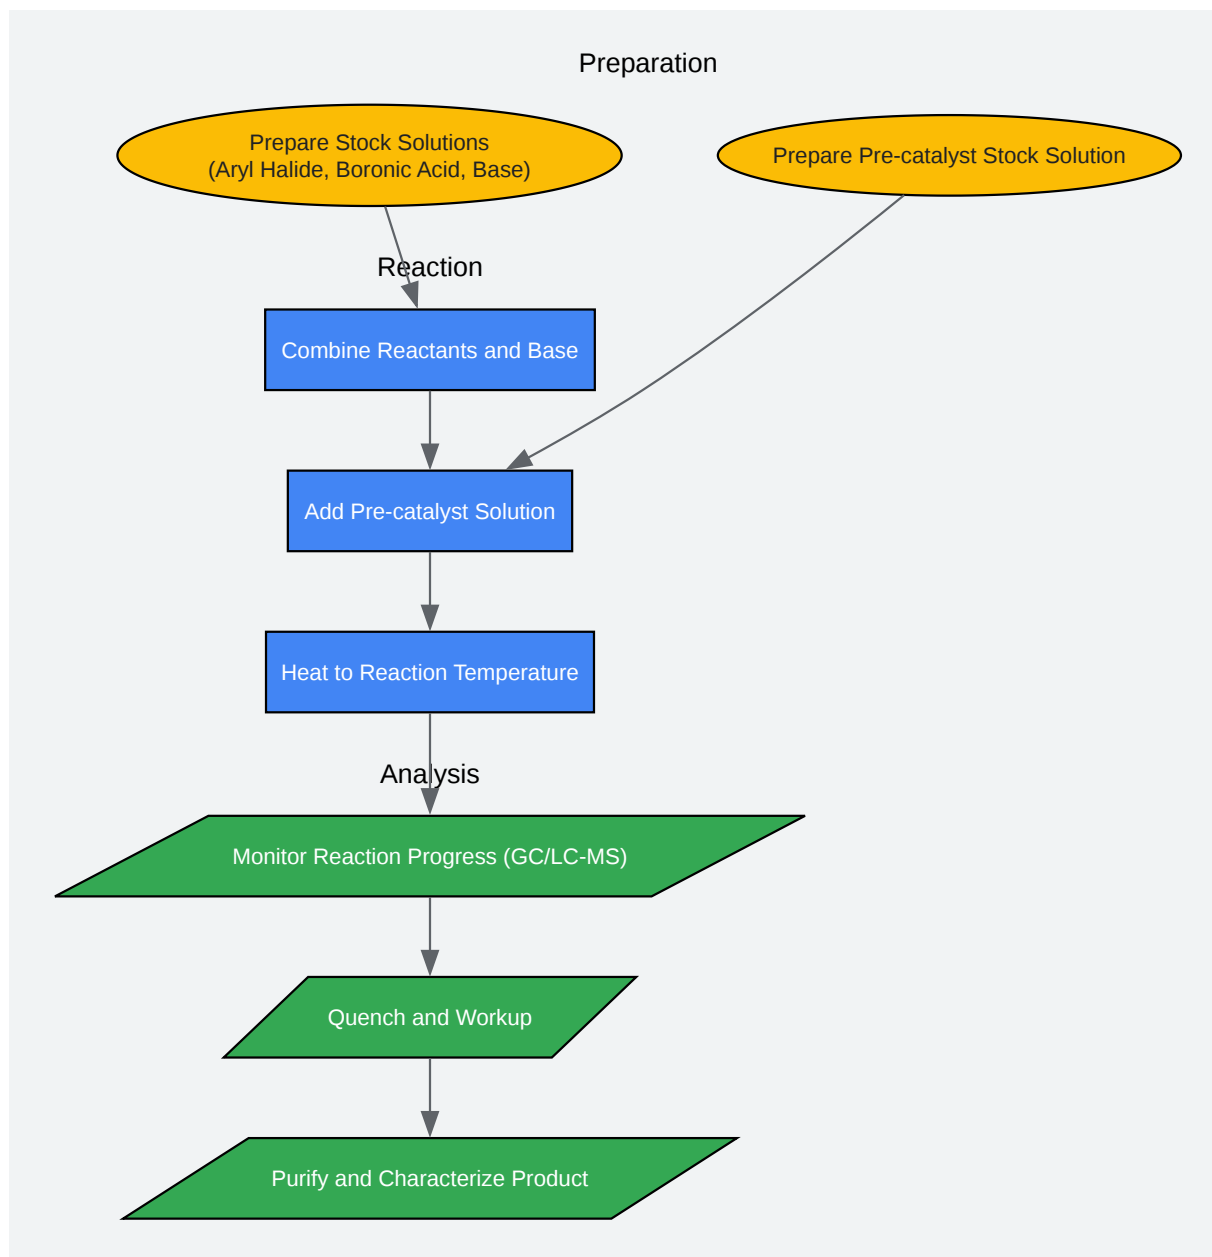 Preparation
Prepare Stock Solutions
(Aryl Halide, Boronic Acid, Base)
Prepare Pre-catalyst Stock Solution
Reaction
Combine Reactants and Base
Add Pre-catalyst Solution
Heat to Reaction Temperature
Analysis
Monitor Reaction Progress (GC/LC-MS)
Quench and Workup
Purify and Characterize Product